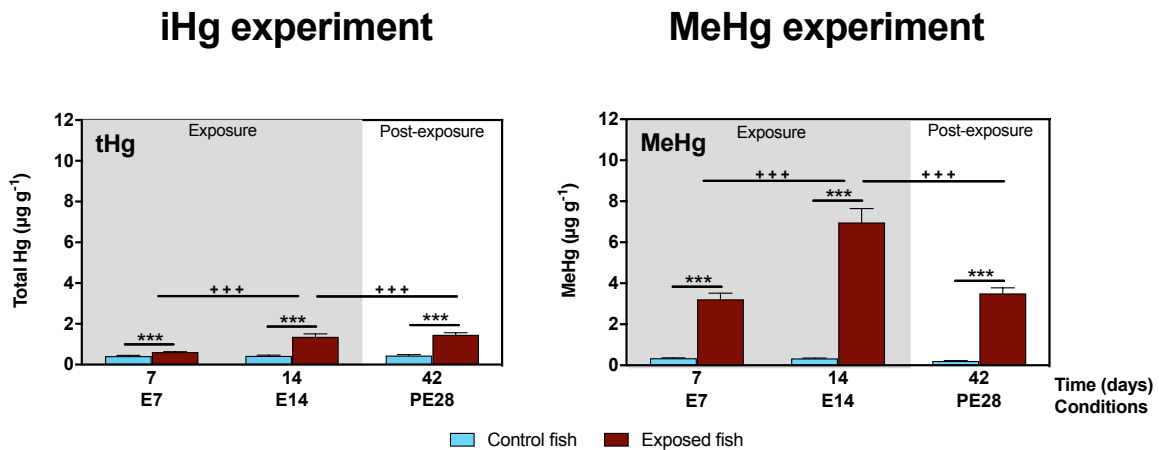 iHg experiment
MeHg experiment
Total Hg (µg g-1)
12
10
8
6
4
2
0
tHg
Exposure
Post-exposure
+++
+++
***
***
***
7
14
42
E7
E14
PE28
MeHg (µg g-1)
12
10
8
6
4
2
0
MeHg
Exposure
Post-exposure
+++
+++
***
***
***
7
14
42
Time (days)
E7
E14
PE28
Conditions
Control fish
Exposed fish